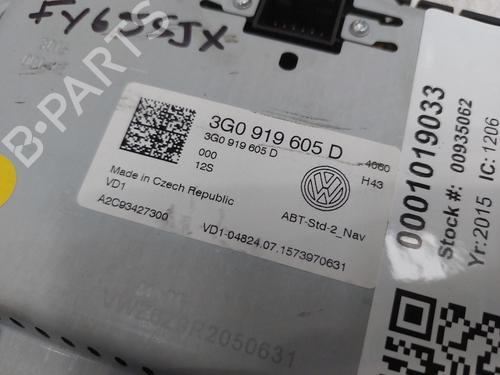 FY65SJX
B-PARTS
3G0 919 605 D
3G0 919 605 D
4060
000
H43
12S
Made in Czech Republic
VD1
ABT-Std-2_Nav
A2C93427300
VD1-04824.07.1573970631
VWZ6Z3R2050631
0001019033
Stock #: 00935062
Yr: 2015 IC: 1206